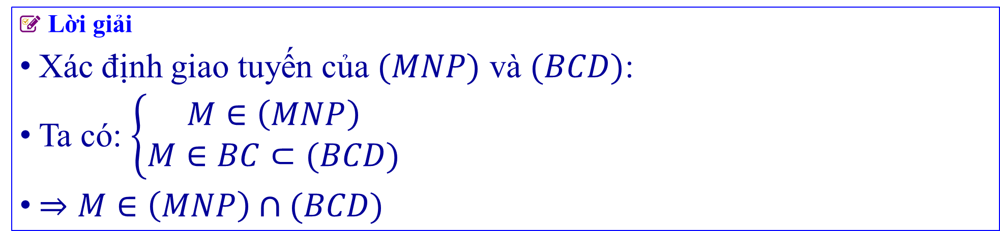 Lời giải
• Xác định giao tuyến của (MNP) và (BCD):
• Ta có: { M ∈ (MNP)
M ∈ BC ⊂ (BCD)
• ⇒ M ∈ (MNP) ∩ (BCD)